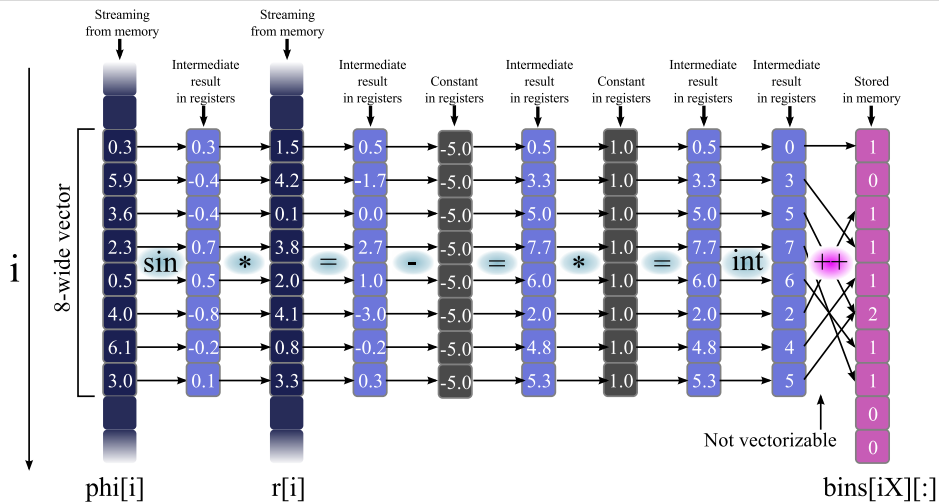 Streaming
from memory
Streaming
from memory
Intermediate
result
in registers
Intermediate
result
in registers
Constant
in registers
Intermediate
result
in registers
Constant
in registers
Intermediate
result
in registers
Intermediate
result
in registers
Stored
in memory
i
8-wide vector
0.3 0.3 1.5 0.5 -5.0 0.5 1.0 0.5 0 1
5.9 -0.4 4.2 -1.7 -5.0 3.3 1.0 3.3 3 0
3.6 -0.4 0.1 0.0 -5.0 5.0 1.0 5.0 5 1
2.3 0.7 3.8 2.7 -5.0 7.7 1.0 7.7 7 1
sin * = - = * = int ++
0.5 0.5 2.0 1.0 -5.0 6.0 1.0 6.0 6 1
4.0 -0.8 4.1 -3.0 -5.0 2.0 1.0 2.0 2 2
6.1 -0.2 0.8 -0.2 -5.0 4.8 1.0 4.8 4 1
3.0 0.1 3.3 0.3 -5.0 5.3 1.0 5.3 5 1
0
0
Not vectorizable
phi[i] r[i] bins[iX][:]